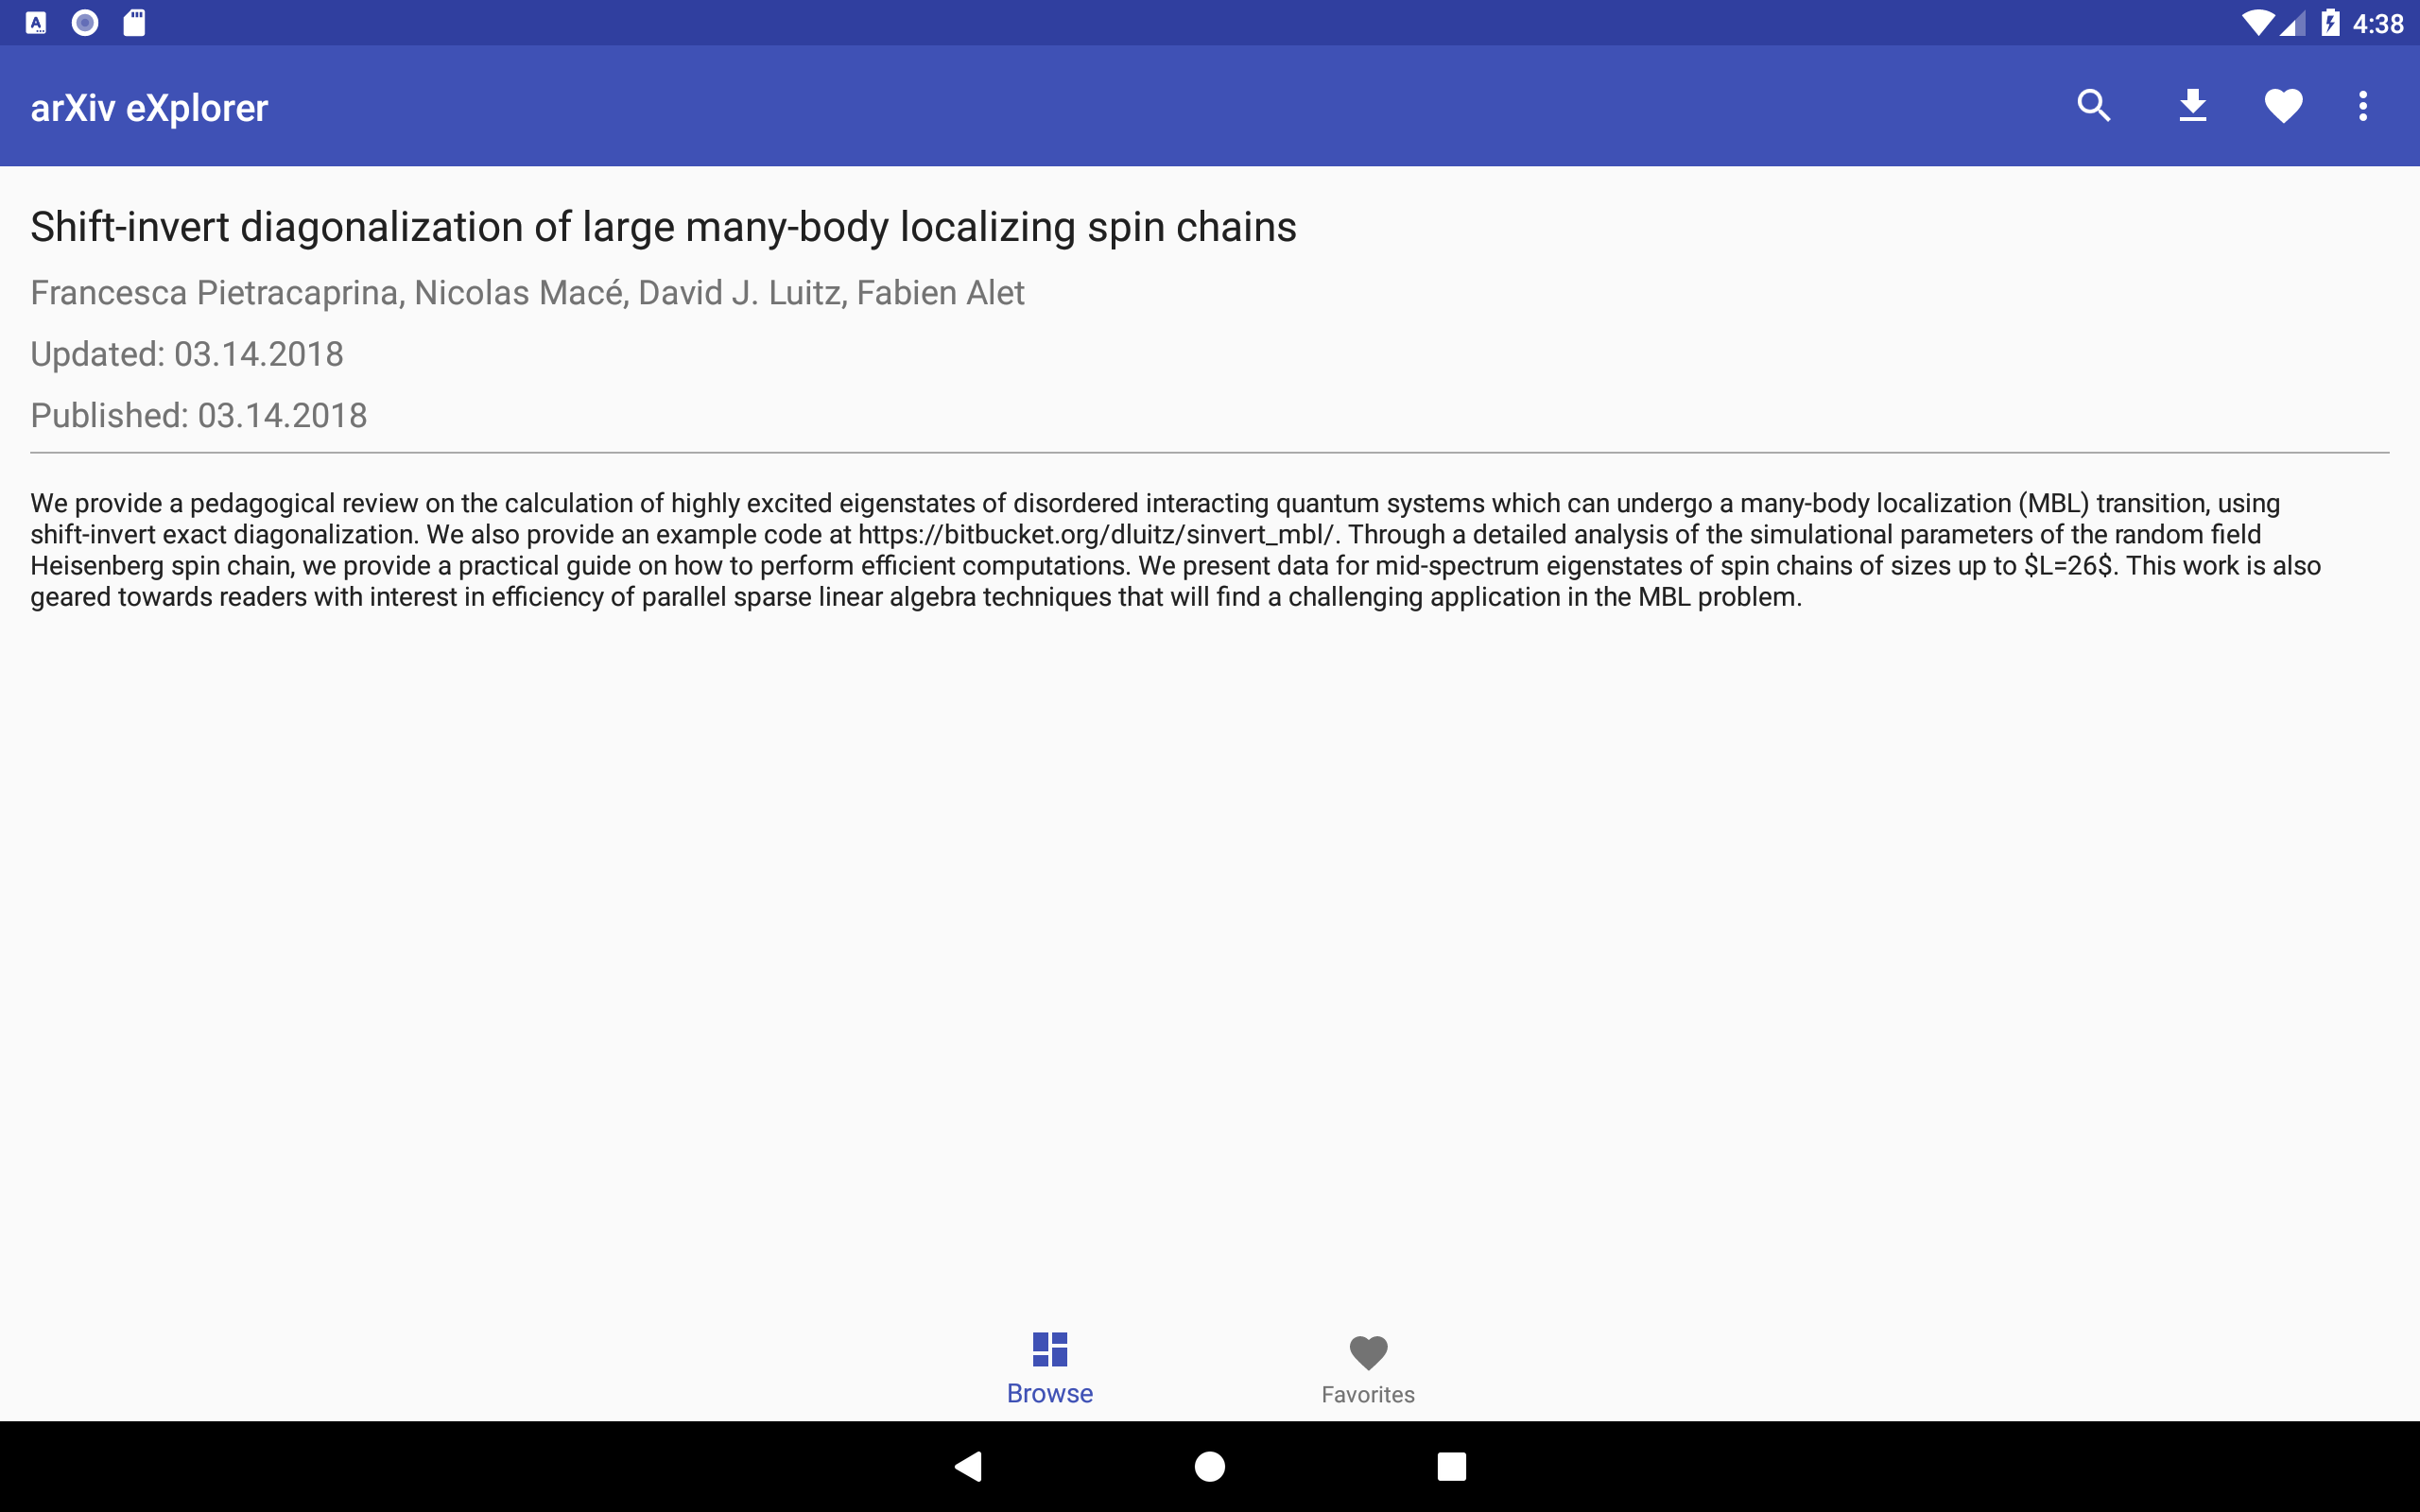 4:38
arXiv eXplorer
Shift-invert diagonalization of large many-body localizing spin chains
Francesca Pietracaprina, Nicolas Macé, David J. Luitz, Fabien Alet
Updated: 03.14.2018
Published: 03.14.2018
We provide a pedagogical review on the calculation of highly excited eigenstates of disordered interacting quantum systems which can undergo a many-body localization (MBL) transition, using
shift-invert exact diagonalization. We also provide an example code at https://bitbucket.org/dluitz/sinvert_mbl/. Through a detailed analysis of the simulational parameters of the random field
Heisenberg spin chain, we provide a practical guide on how to perform efficient computations. We present data for mid-spectrum eigenstates of spin chains of sizes up to $L=26$. This work is also
geared towards readers with interest in efficiency of parallel sparse linear algebra techniques that will find a challenging application in the MBL problem.
Browse
Favorites